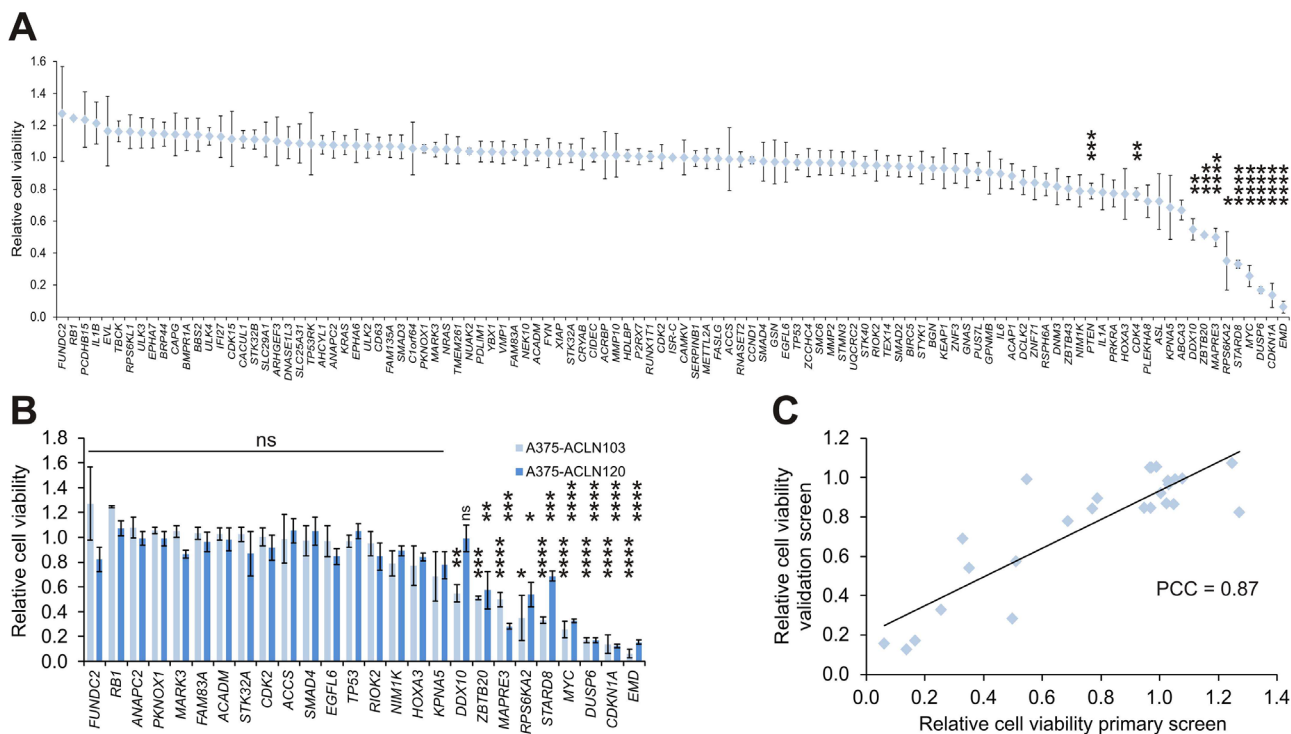 A
Relative cell viability
1.6
1.4
1.2
1.0
0.8
0.6
0.4
0.2
0.0
FUNDC2
RB1
PCDHB15
IL1B
EVL
TBCK
RPS6KL1
ULK3
EPHA7
BRP44
CAPG
BMPR1A
BBS2
ULK4
IFI27
CDK15
CACUL1
STK32B
SLC29A1
ARHGEF3
DNASE1L3
SLC25A31
TP53RK
AHCYL1
ANAPC2
KRAS
EPHA6
ULK2
CD63
FAM135A
SMAD3
C1orf64
PKNOX1
MARK3
NRAS
TMEM261
NUAK2
PDLIM1
YBX1
VMP1
FAM83A
NEK10
ACADM
FYN
XIAP
STK32A
CRYAB
CIDEC
ACRBP
MMP10
HDLBP
P2RX7
RUNX1T1
CDK2
ISR-C
CAMKV
SERPINB1
METTL2A
FASLG
ACCS
RNASET2
CCND1
SMAD4
GSN
EGFL6
TP53
ZCCHC4
SMC6
MMP2
STMN3
UQCRC2
STK40
RIOK2
TEX14
SMAD2
BIRC5
STYK1
BGN
KEAP1
ZNF3
GNAS
PUS7L
GPNMB
IL6
ACAP1
DCLK2
ZNF71
RSPH6A
DNM3
ZBTB43
NIM1K
PTEN
IL1A
PRKRA
HOXA3
CDK4
PLEKHA8
ASL
KPNA5
ABCA3
DDX10
ZBTB20
MAPRE3
RPS6KA2
STARD8
MYC
DUSP6
CDKN1A
EMD
***
**
**
***
****
*
****
****
****
****
****
B
Relative cell viability
1.8
1.6
1.4
1.2
1.0
0.8
0.6
0.4
0.2
0.0
ns
A375-ACLN103
A375-ACLN120
**
ns
***
**
****
***
*
*
****
***
****
****
****
****
****
****
****
****
FUNDC2
RB1
ANAPC2
PKNOX1
MARK3
FAM83A
ACADM
STK32A
CDK2
ACCS
SMAD4
EGFL6
TP53
RIOK2
NIM1K
HOXA3
KPNA5
DDX10
ZBTB20
MAPRE3
RPS6KA2
STARD8
MYC
DUSP6
CDKN1A
EMD
C
Relative cell viability
validation screen
1.2
1.0
0.8
0.6
0.4
0.2
0.0
PCC = 0.87
0.0 0.2 0.4 0.6 0.8 1.0 1.2 1.4
Relative cell viability primary screen